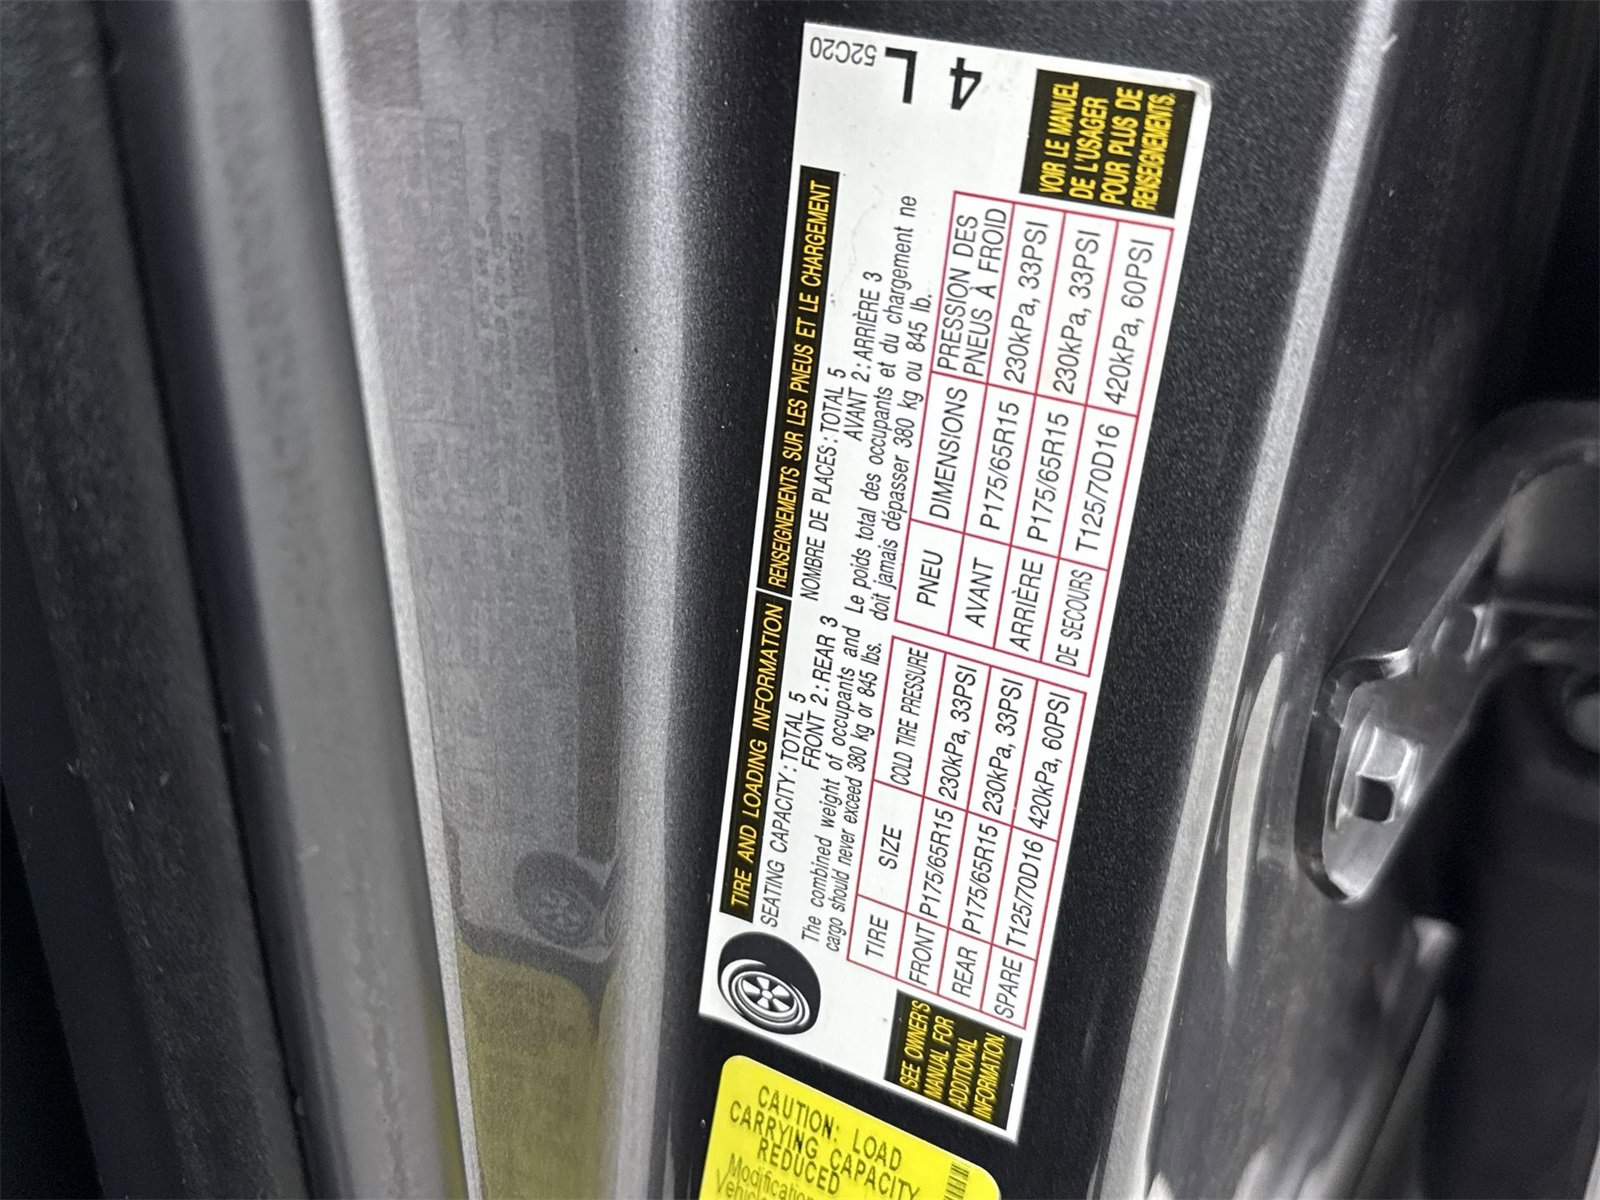 TIRE AND LOADING INFORMATION
RENSEIGNEMENTS SUR LES PNEUS ET LE CHARGEMENT
SEATING CAPACITY : TOTAL 5
FRONT 2 : REAR 3
NOMBRE DE PLACES : TOTAL 5
AVANT 2 : ARRIÈRE 3
The combined weight of occupants and
cargo should never exceed 380 kg or 845 lbs.
Le poids total des occupants et du chargement ne
doit jamais dépasser 380 kg ou 845 lb.
TIRE SIZE COLD TIRE PRESSURE
FRONT P175/65R15 230kPa, 33PSI
REAR P175/65R15 230kPa, 33PSI
SPARE T125/70D16 420kPa, 60PSI
PNEU DIMENSIONS PRESSION DES
PNEUS À FROID
AVANT P175/65R15 230kPa, 33PSI
ARRIÈRE P175/65R15 230kPa, 33PSI
DE SECOURS T125/70D16 420kPa, 60PSI
SEE OWNER'S
MANUAL FOR
ADDITIONAL
INFORMATION.
VOIR LE MANUEL
DE L'USAGER
POUR PLUS DE
RENSEIGNEMENTS.
52C20
L
4
CAUTION: LOAD
CARRYING CAPACITY
REDUCED